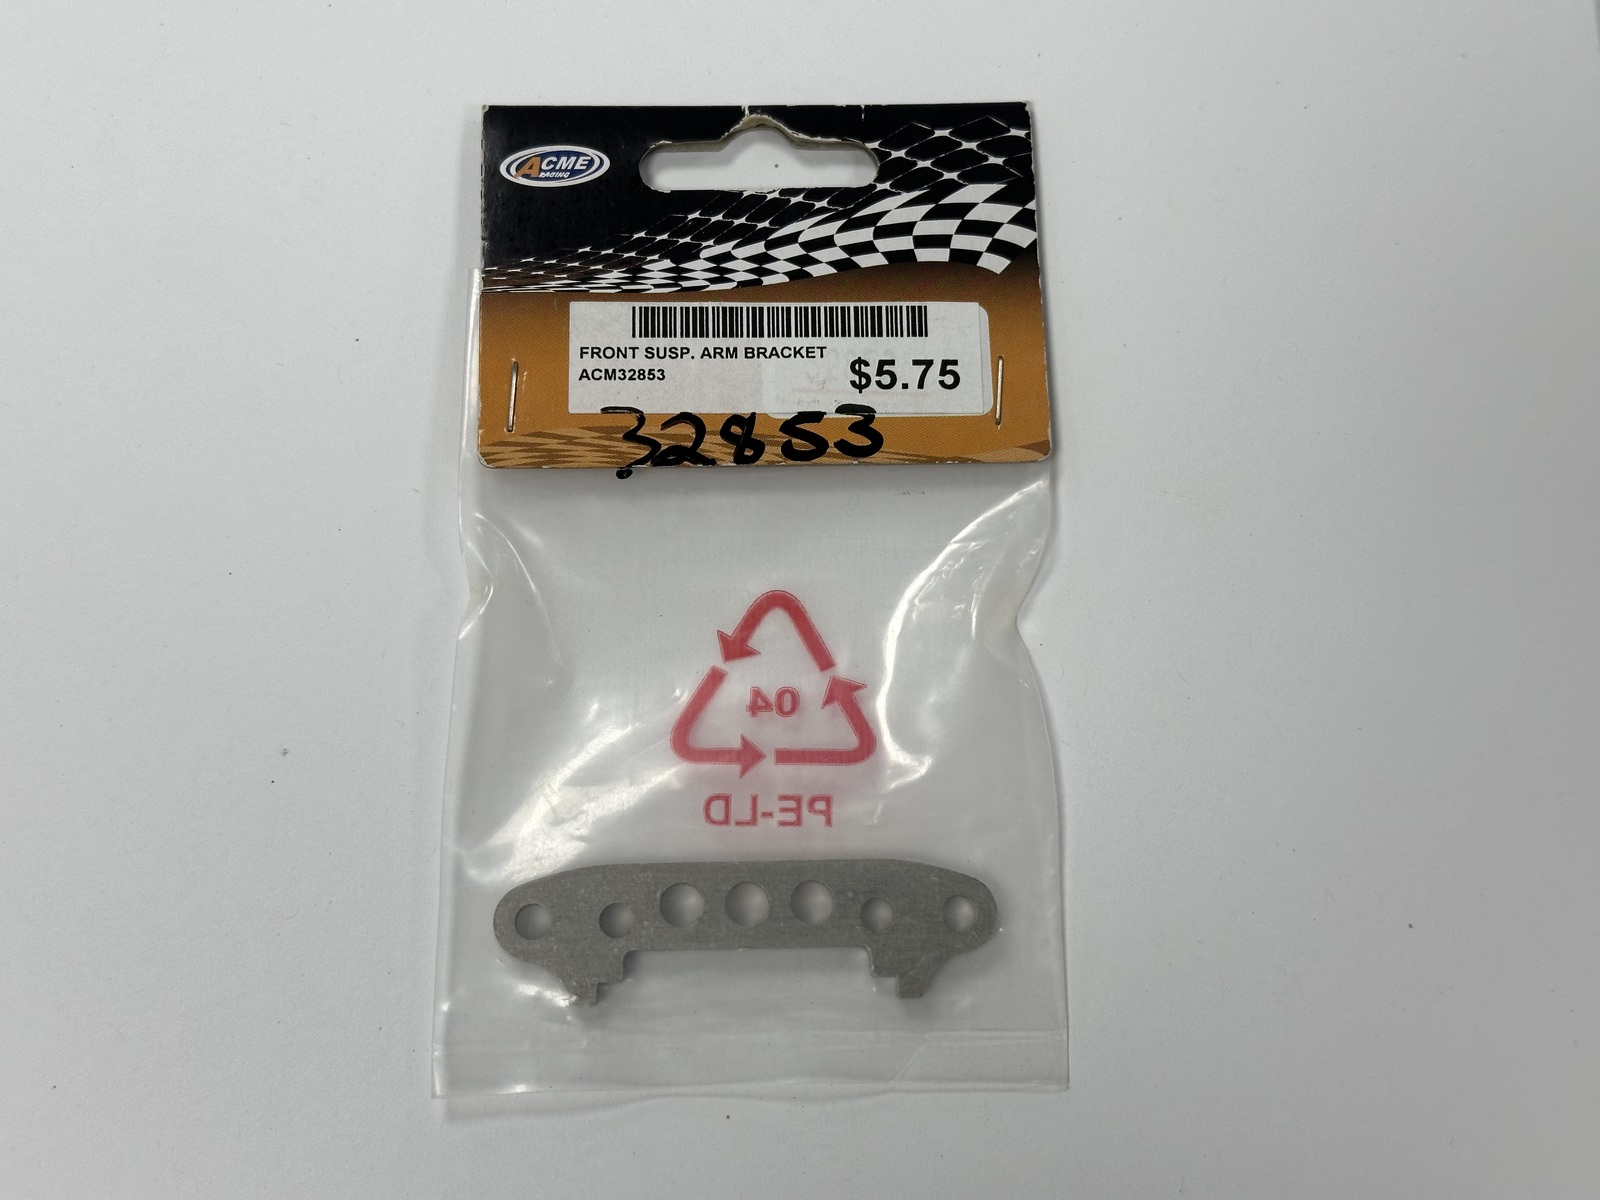 ACME
RACING
FRONT SUSP. ARM BRACKET
ACM32853
$5.75
32853
04
PE-LD